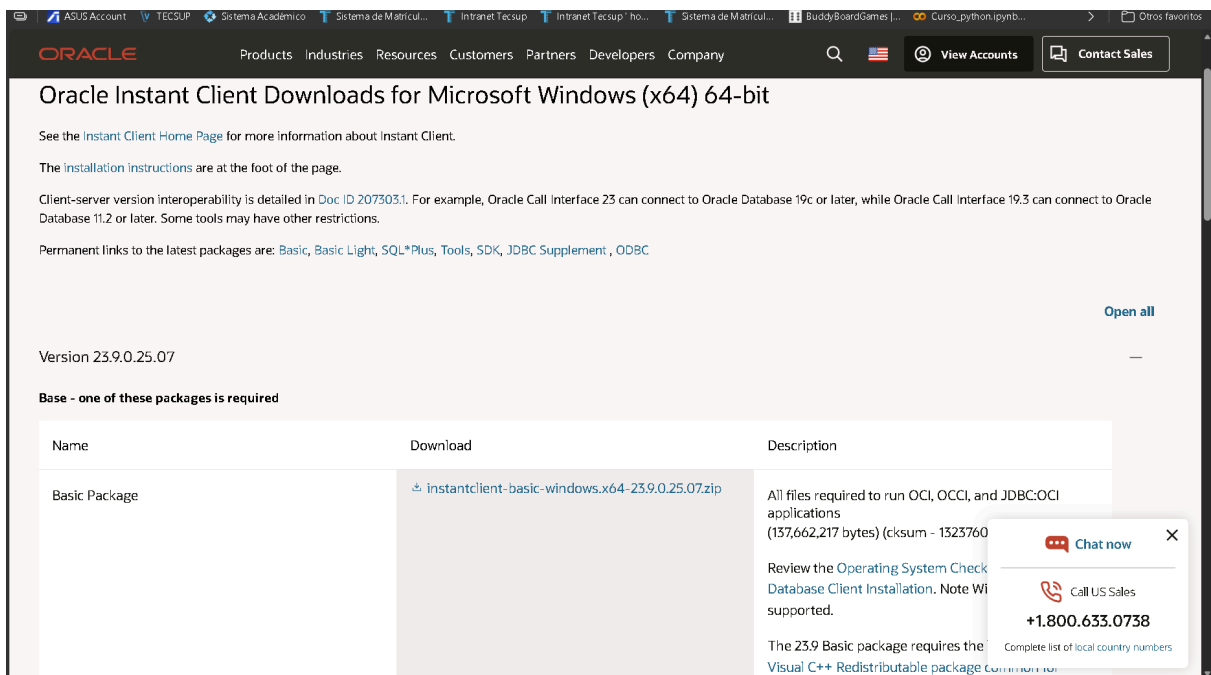 ASUS Account TECSUP Sistema Académico Sistema de Matrícul... Intranet Tecsup Intranet Tecsup ' ho... Sistema de Matrícul... BuddyBoardGames |... Curso_python.ipynb... Otros favoritos
ORACLE Products Industries Resources Customers Partners Developers Company View Accounts Contact Sales
Oracle Instant Client Downloads for Microsoft Windows (x64) 64-bit
See the Instant Client Home Page for more information about Instant Client.
The installation instructions are at the foot of the page.
Client-server version interoperability is detailed in Doc ID 207303.1. For example, Oracle Call Interface 23 can connect to Oracle Database 19c or later, while Oracle Call Interface 19.3 can connect to Oracle
Database 11.2 or later. Some tools may have other restrictions.
Permanent links to the latest packages are: Basic, Basic Light, SQL*Plus, Tools, SDK, JDBC Supplement , ODBC
Open all
Version 23.9.0.25.07
Base - one of these packages is required
Name Download Description
Basic Package
instantclient-basic-windows.x64-23.9.0.25.07.zip
All files required to run OCI, OCCI, and JDBC:OCI
applications
(137,662,217 bytes) (cksum - 1323760
Review the Operating System Check
Database Client Installation. Note Wi
supported.
The 23.9 Basic package requires the
Visual C++ Redistributable package common for
Chat now
Call US Sales
+1.800.633.0738
Complete list of local country numbers